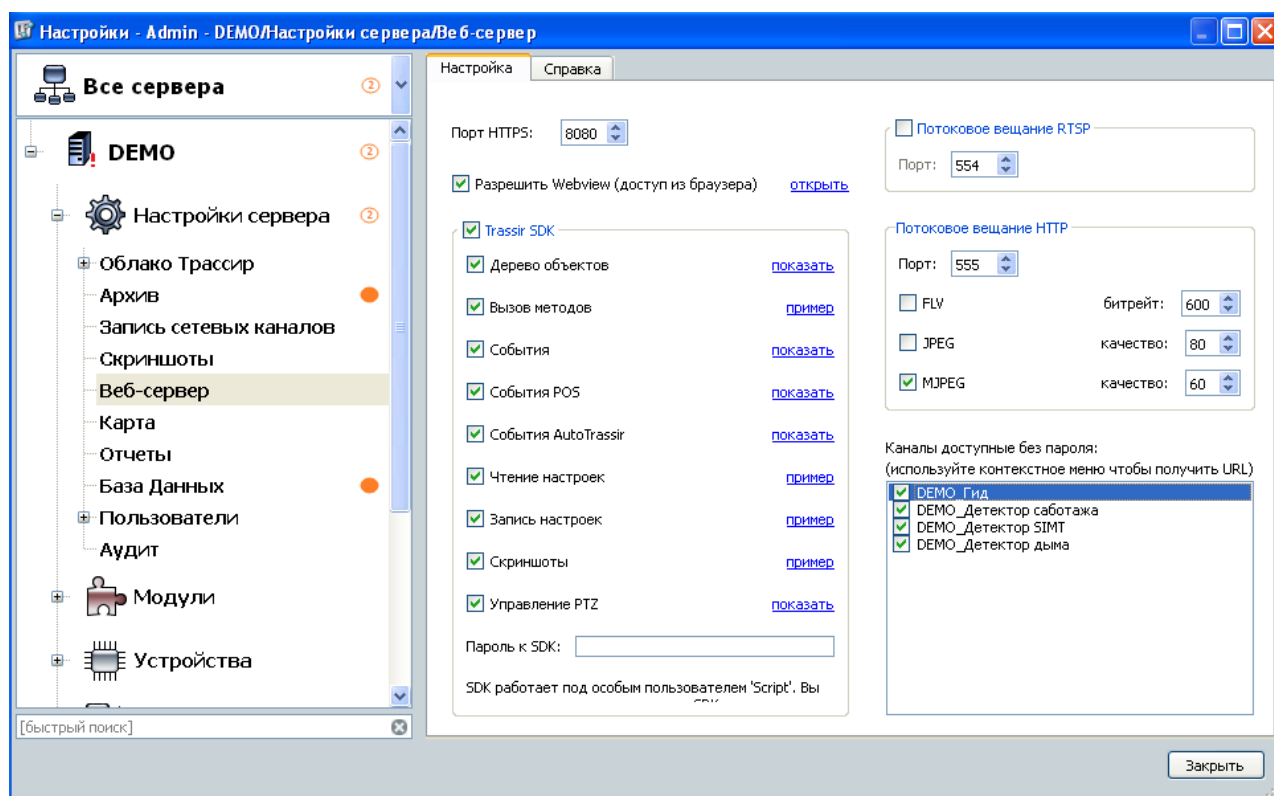 Настройки - Admin - DEMO/Настройки сервера/Веб-сервер
Все сервера 2
DEMO 2
Настройки сервера 2
Облако Трассир
Архив
Запись сетевых каналов
Скриншоты
Веб-сервер
Карта
Отчеты
База Данных
Пользователи
Аудит
Модули
Устройства
[быстрый поиск]
Настройка Справка
Порт HTTPS: 8080
Разрешить Webview (доступ из браузера) открыть
Trassir SDK
Дерево объектов показать
Вызов методов пример
События показать
События POS показать
События AutoTrassir показать
Чтение настроек пример
Запись настроек пример
Скриншоты пример
Управление PTZ показать
Пароль к SDK:
SDK работает под особым пользователем 'Script'. Вы
Потоковое вещание RTSP
Порт: 554
Потоковое вещание HTTP
Порт: 555
FLV битрейт: 600
JPEG качество: 80
MJPEG качество: 60
Каналы доступные без пароля:
(используйте контекстное меню чтобы получить URL)
DEMO_Гид
DEMO_Детектор саботажа
DEMO_Детектор SIMT
DEMO_Детектор дыма
Закрыть